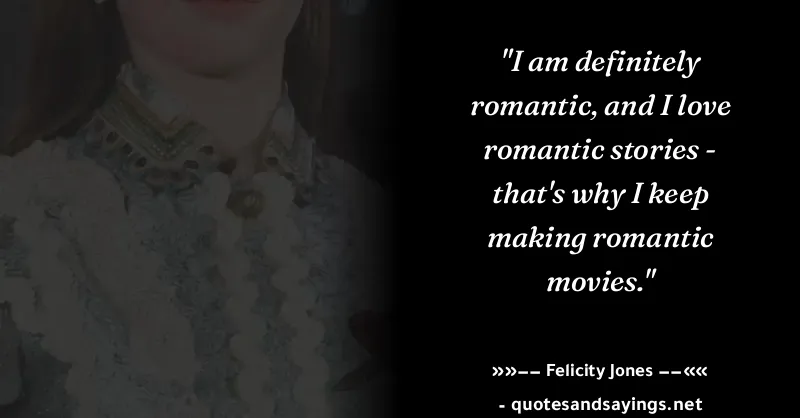 "I am definitely
romantic, and I love
romantic stories -
that's why I keep
making romantic
movies."
»»−− Felicity Jones −−««
- quotesandsayings.net